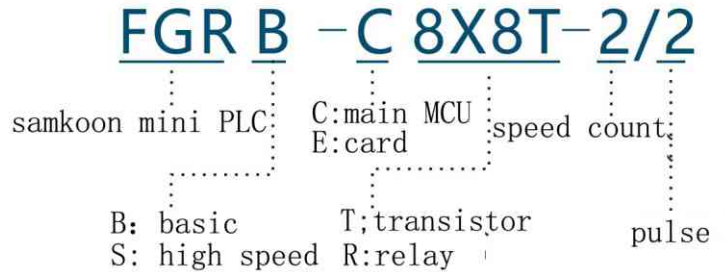 FGR B -C 8X8T-2/2
samkoon mini PLC
C:main MCU
E:card
speed count
B: basic
S: high speed
T;transistor
R:relay
pulse